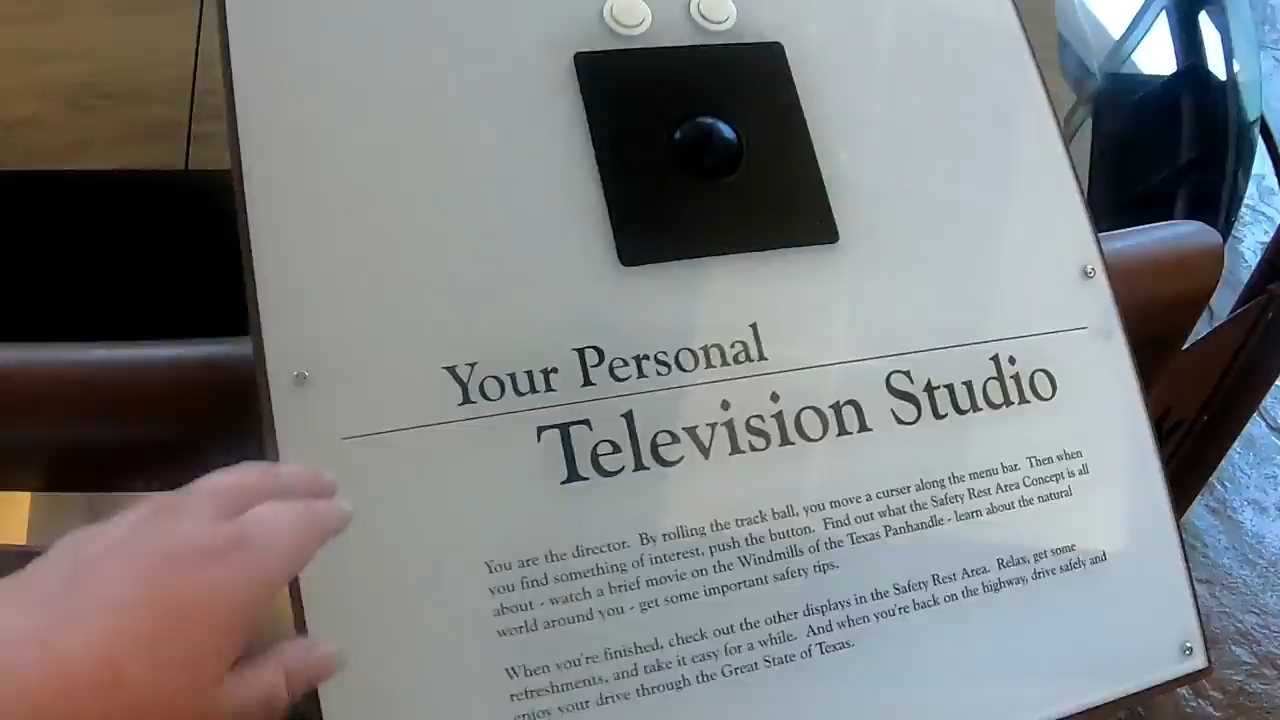 Your Personal
Television Studio
You are the director. By rolling the track ball, you move a curser along the menu bar. Then when
you find something of interest, push the button. Find out what the Safety Rest Area Concept is all
about - watch a brief movie on the Windmills of the Texas Panhandle - learn about the natural
world around you - get some important safety tips.
When you're finished, check out the other displays in the Safety Rest Area. Relax, get some
refreshments, and take it easy for a while. And when you're back on the highway, drive safely and
enjoy your drive through the Great State of Texas.